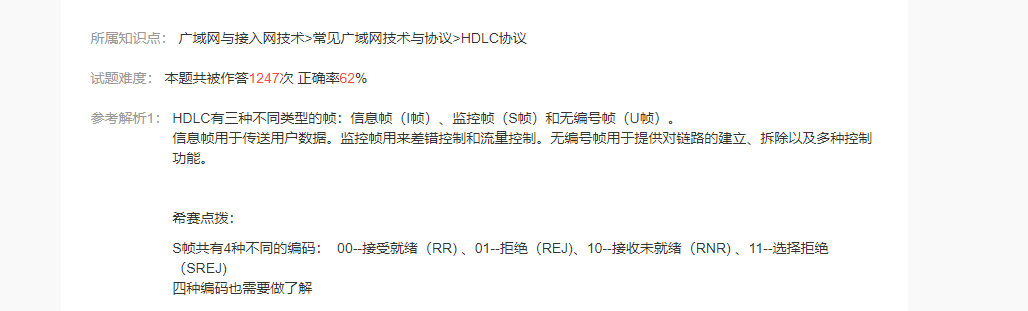 所属知识点： 广域网与接入网技术>常见广域网技术与协议>HDLC协议
试题难度： 本题共被作答1247次 正确率62%
参考解析1： HDLC有三种不同类型的帧：信息帧（I帧）、监控帧（S帧）和无编号帧（U帧）。
信息帧用于传送用户数据。监控帧用来差错控制和流量控制。无编号帧用于提供对链路的建立、拆除以及多种控制
功能。
希赛点拨：
S帧共有4种不同的编码： 00--接受就绪（RR) 、01--拒绝（REJ)、10--接收未就绪（RNR) 、11--选择拒绝
（SREJ)
四种编码也需要做了解